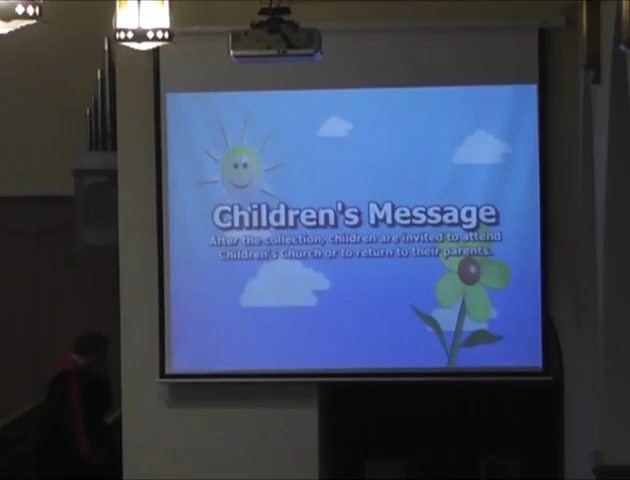 Children's Message
After the collection, children are invited to attend
Children's Church or to return to their parents.